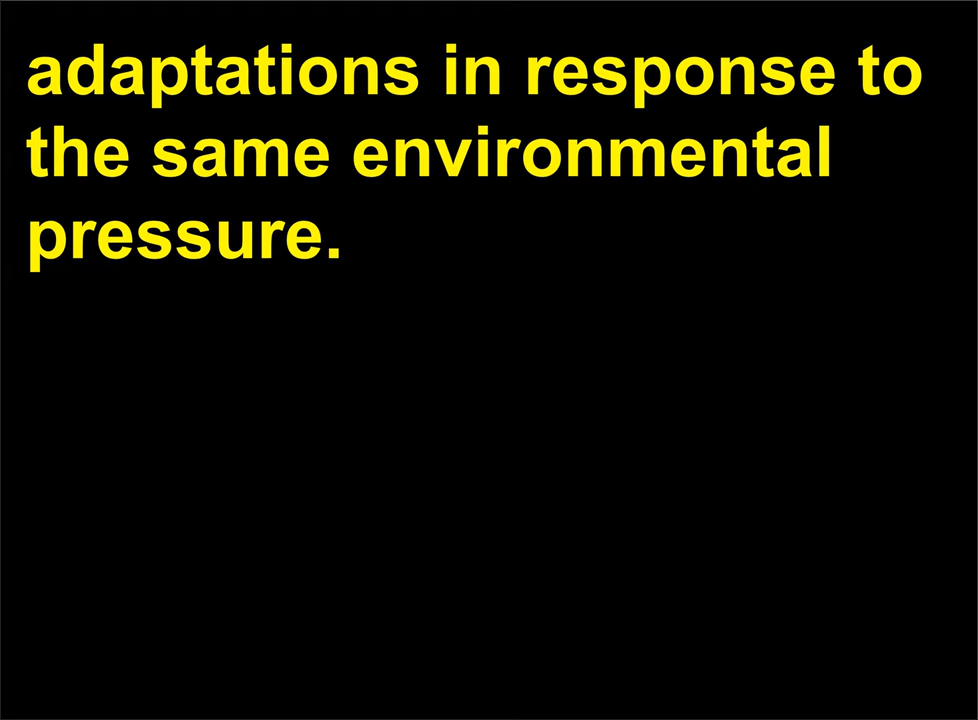 adaptations in response to
the same environmental
pressure.